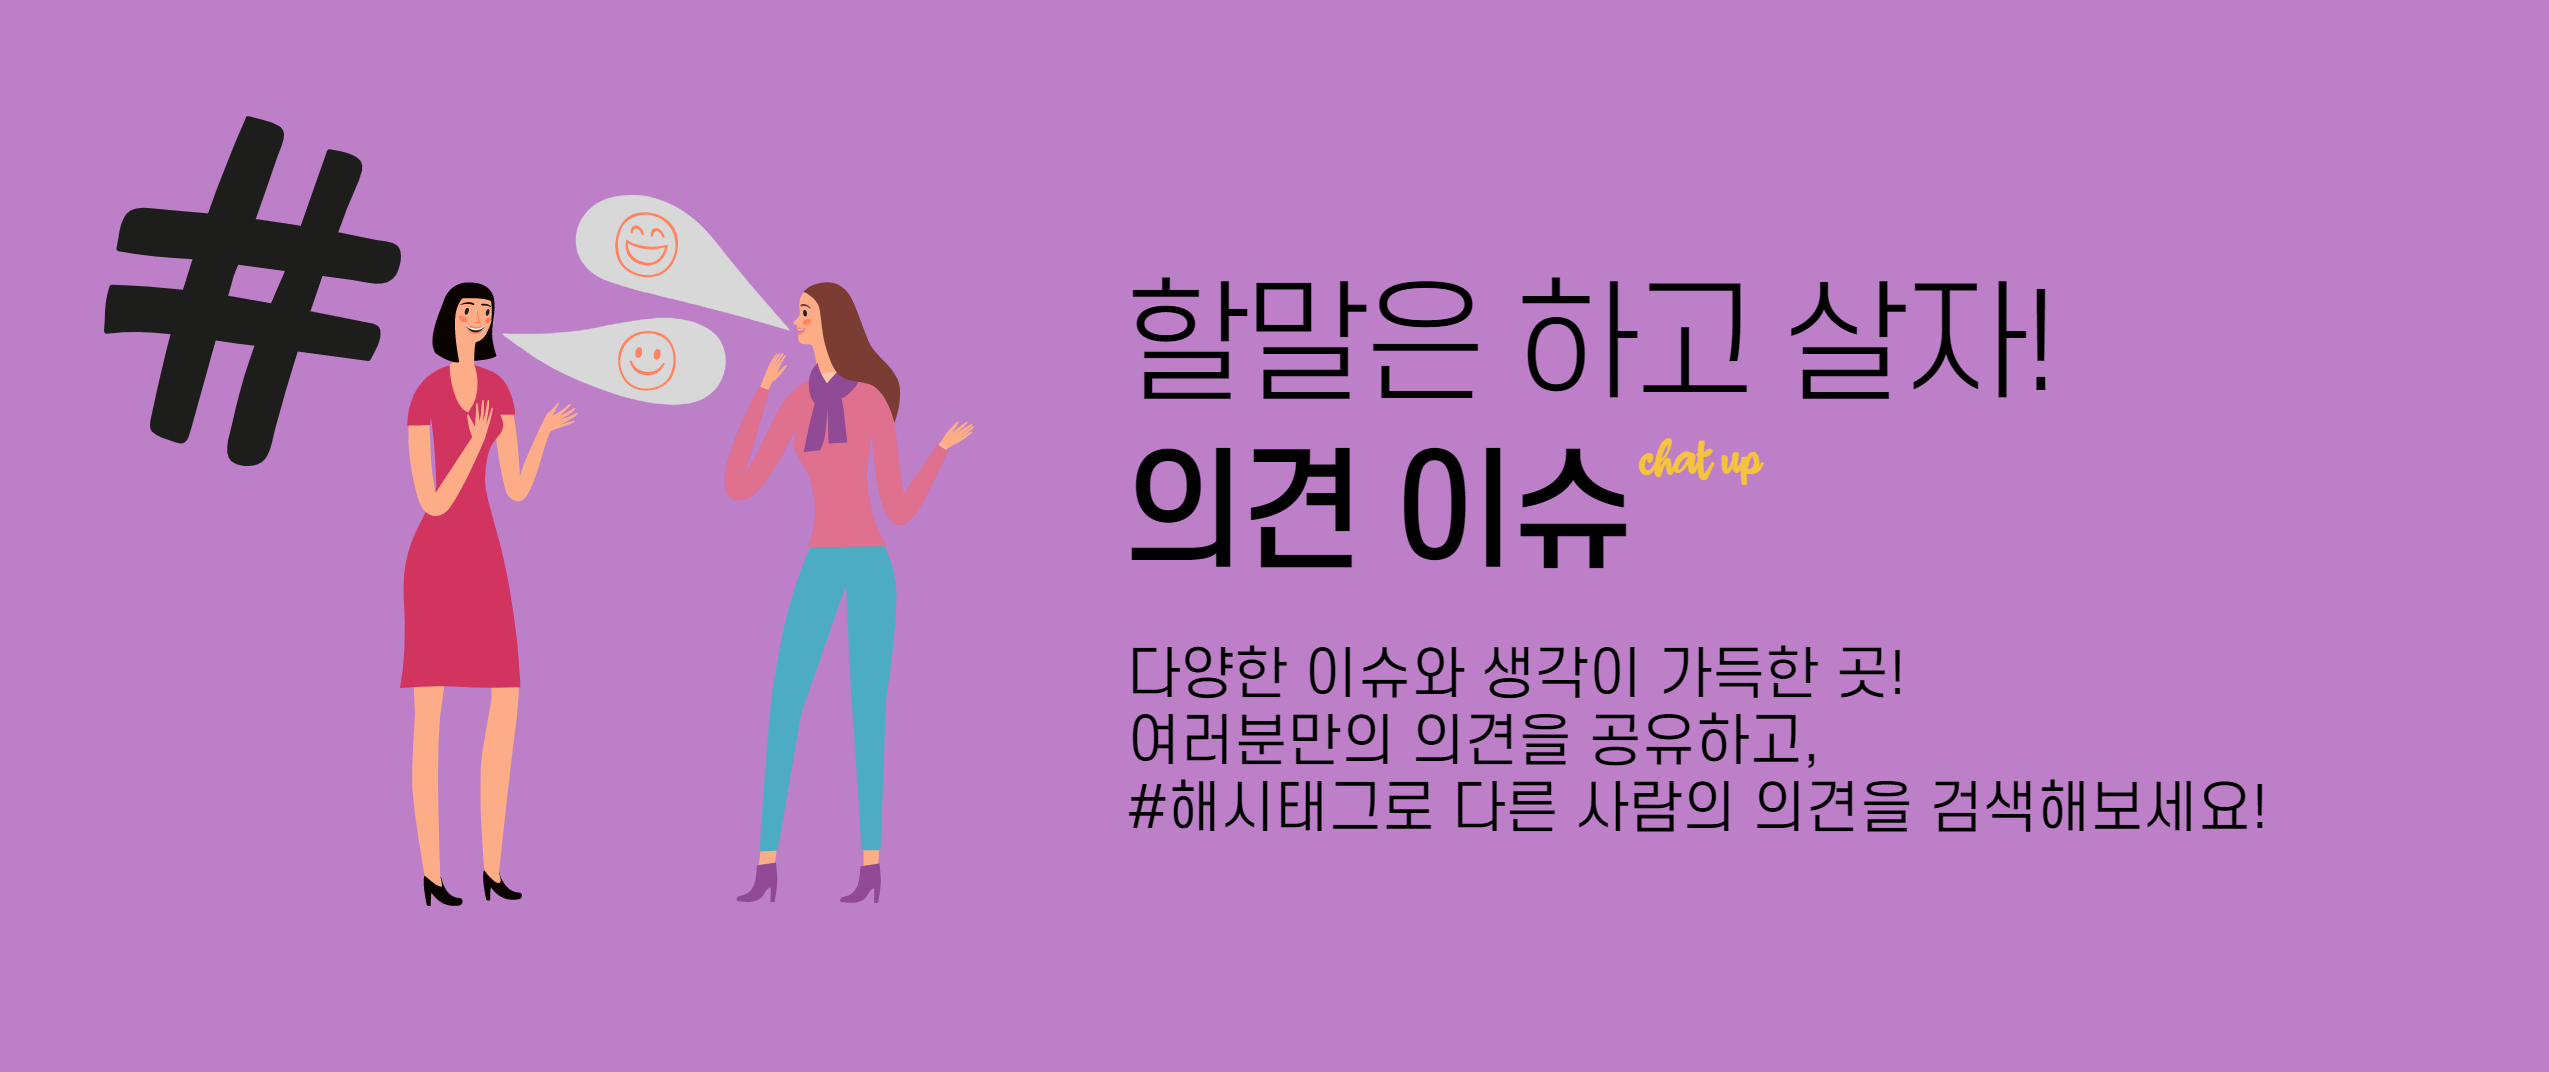 할말은 하고 살자!
의견 이슈 chat up
다양한 이슈와 생각이 가득한 곳!
여러분만의 의견을 공유하고,
#해시태그로 다른 사람의 의견을 검색해보세요!